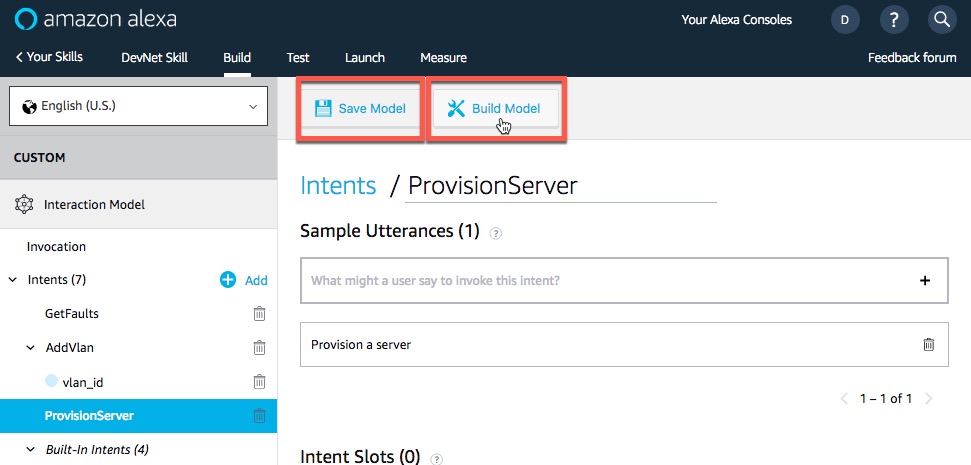 amazon alexa
Your Alexa Consoles
D
?
Your Skills
DevNet Skill
Build
Test
Launch
Measure
Feedback forum
English (U.S.)
Save Model
Build Model
CUSTOM
Interaction Model
Invocation
Intents (7)
Add
GetFaults
AddVlan
vlan_id
ProvisionServer
Built-In Intents (4)
Intents / ProvisionServer
Sample Utterances (1) ?
What might a user say to invoke this intent?
Provision a server
1 – 1 of 1
Intent Slots (0) ?